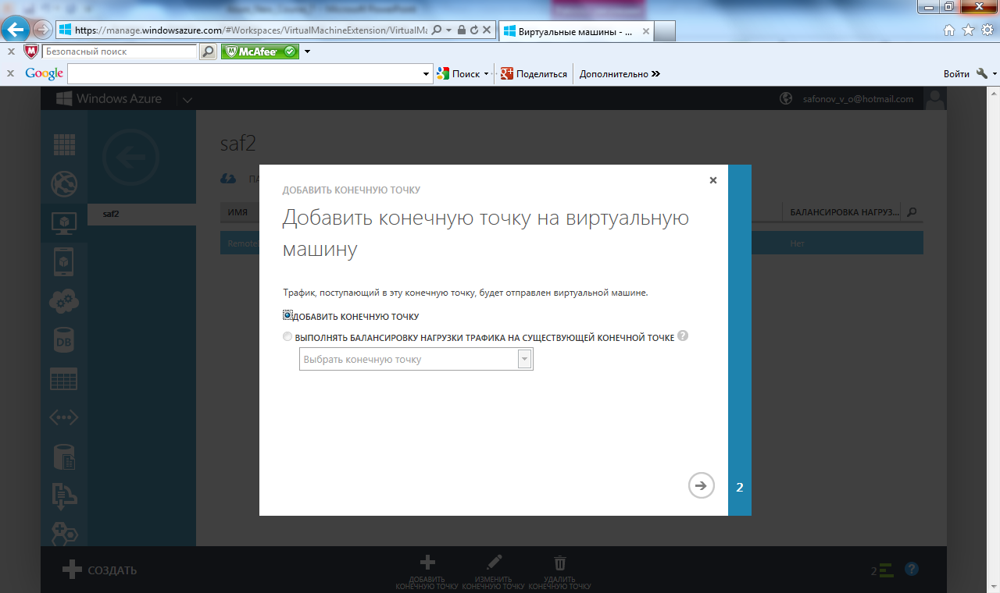 https://manage.windowsazure.com/#Workspaces/VirtualMachineExtension/VirtualMa
Виртуальные машины - ...
Безопасный поиск
McAfee
Google
Поиск
Поделиться
Дополнительно
Войти
Windows Azure
safonov_v_o@hotmail.com
saf2
saf2
ПА
ИМЯ
БАЛАНСИРОВКА НАГРУЗ...
Нет
ДОБАВИТЬ КОНЕЧНУЮ ТОЧКУ
Добавить конечную точку на виртуальную
машину
Трафик, поступающий в эту конечную точку, будет отправлен виртуальной машине.
ДОБАВИТЬ КОНЕЧНУЮ ТОЧКУ
ВЫПОЛНЯТЬ БАЛАНСИРОВКУ НАГРУЗКИ ТРАФИКА НА СУЩЕСТВУЮЩЕЙ КОНЕЧНОЙ ТОЧКЕ ?
Выбрать конечную точку
2
DB
СОЗДАТЬ
ДОБАВИТЬ
КОНЕЧНУЮ ТОЧКУ
ИЗМЕНИТЬ
КОНЕЧНУЮ ТОЧКУ
УДАЛИТЬ
КОНЕЧНУЮ ТОЧКУ
2
?